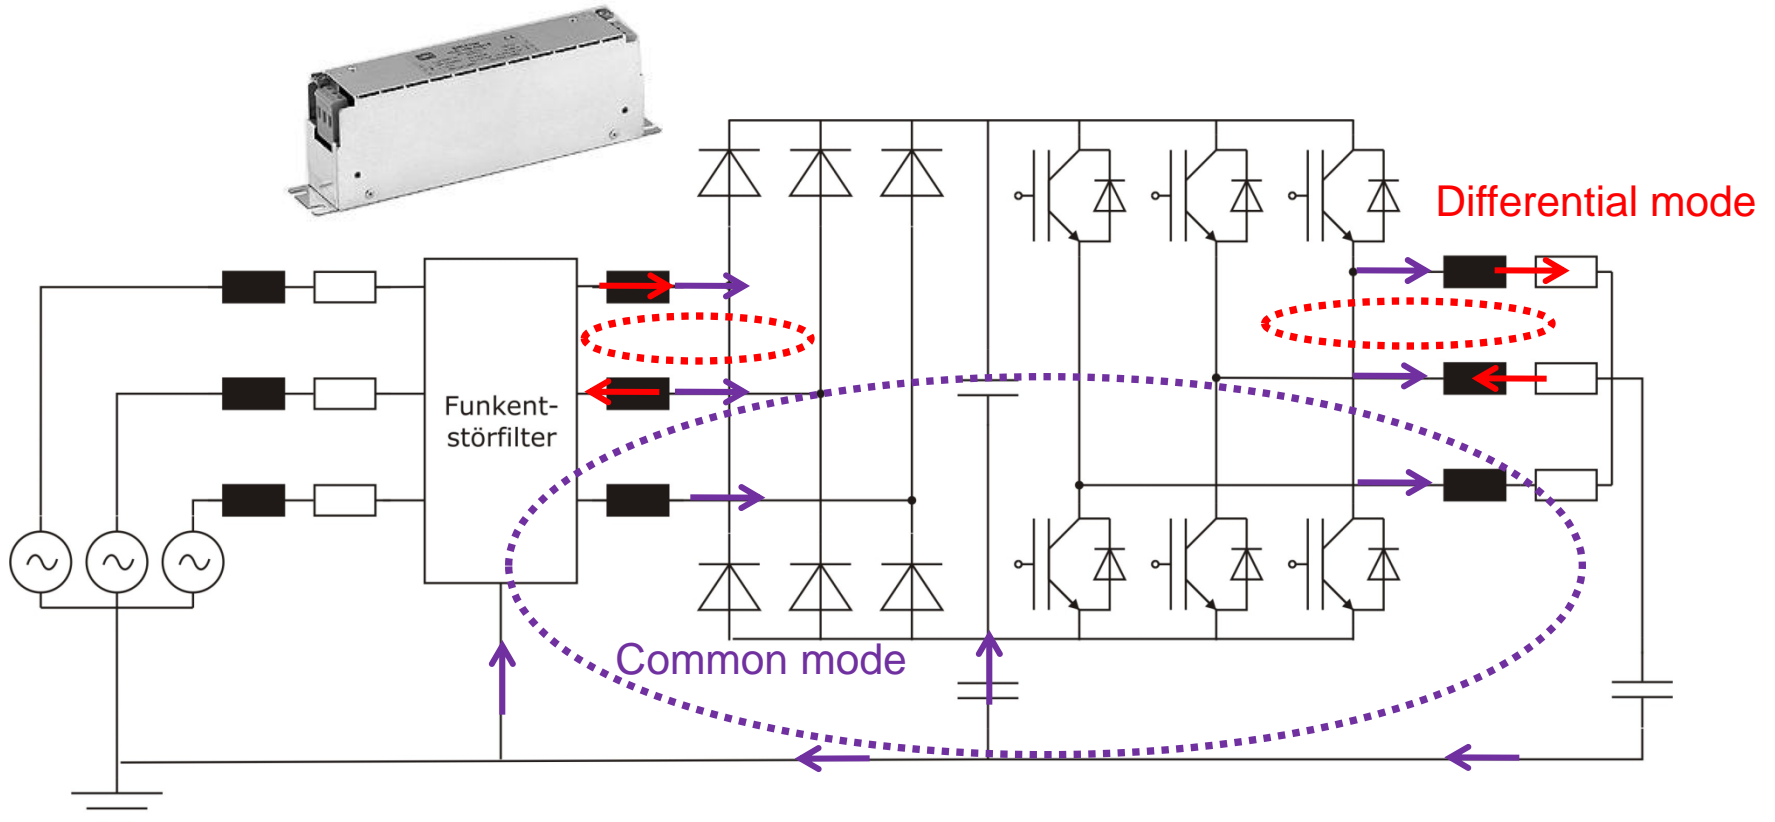 Differential mode
Funkent-
störfilter
Common mode